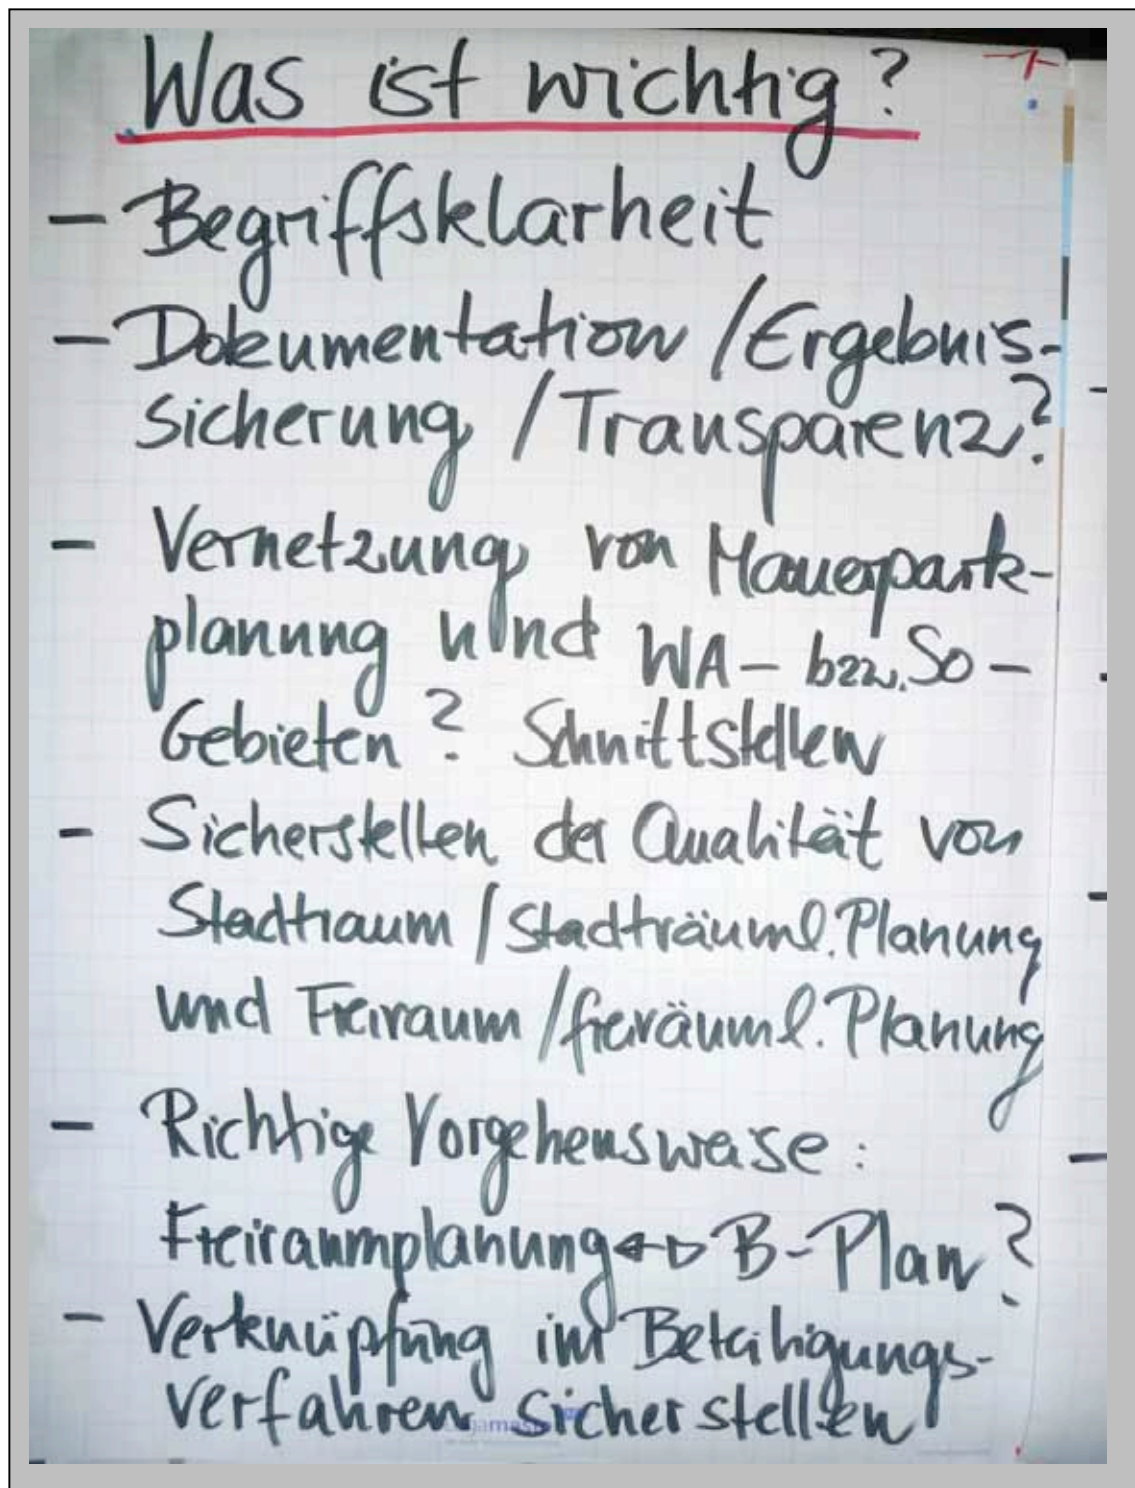 Was ist wichtig?
- Begriffsklarheit
- Dokumentation / Ergebnis-
sicherung / Transparenz?
- Vernetzung von Mauerpark-
planung und WA- bzw. So-
Gebieten? Schnittstellen
- Sicherstellen der Qualität von
Stadtraum / Stadträuml. Planung
und Freiraum / freiräuml. Planung
- Richtige Vorgehensweise:
Freiraumplanung ↔ B-Plan?
- Verknüpfung im Beteiligungs-
verfahren sicherstellen